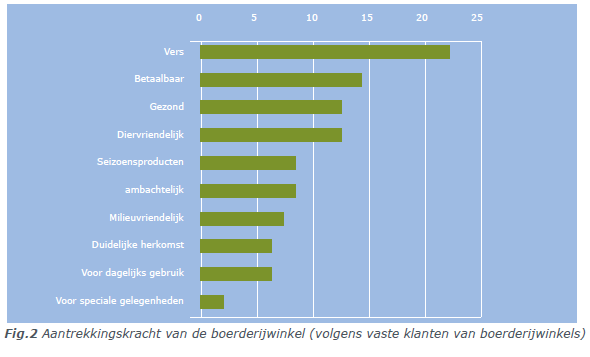 0 5 10 15 20 25
Vers
Betaalbaar
Gezond
Diervriendelijk
Seizoensproducten
ambachtelijk
Milieuvriendelijk
Duidelijke herkomst
Voor dagelijks gebruik
Voor speciale gelegenheden
Fig.2 Aantrekkingskracht van de boerderijwinkel (volgens vaste klanten van boerderijwinkels)